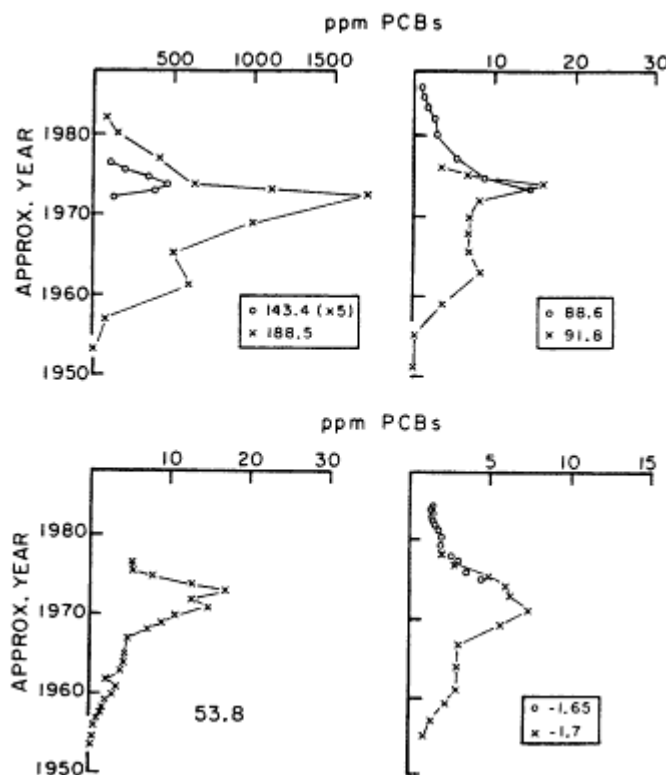 ppm PCBs
ppm PCBs
500 1000 1500
10 20 30
1980
1970
1960
1950
APPROX. YEAR
o 143.4 (x5)
x 188.5
o 88.6
x 91.8
ppm PCBs
10 20 30
5 10 15
1980
1970
1960
1950
APPROX. YEAR
53.8
o -1.65
x -1.7